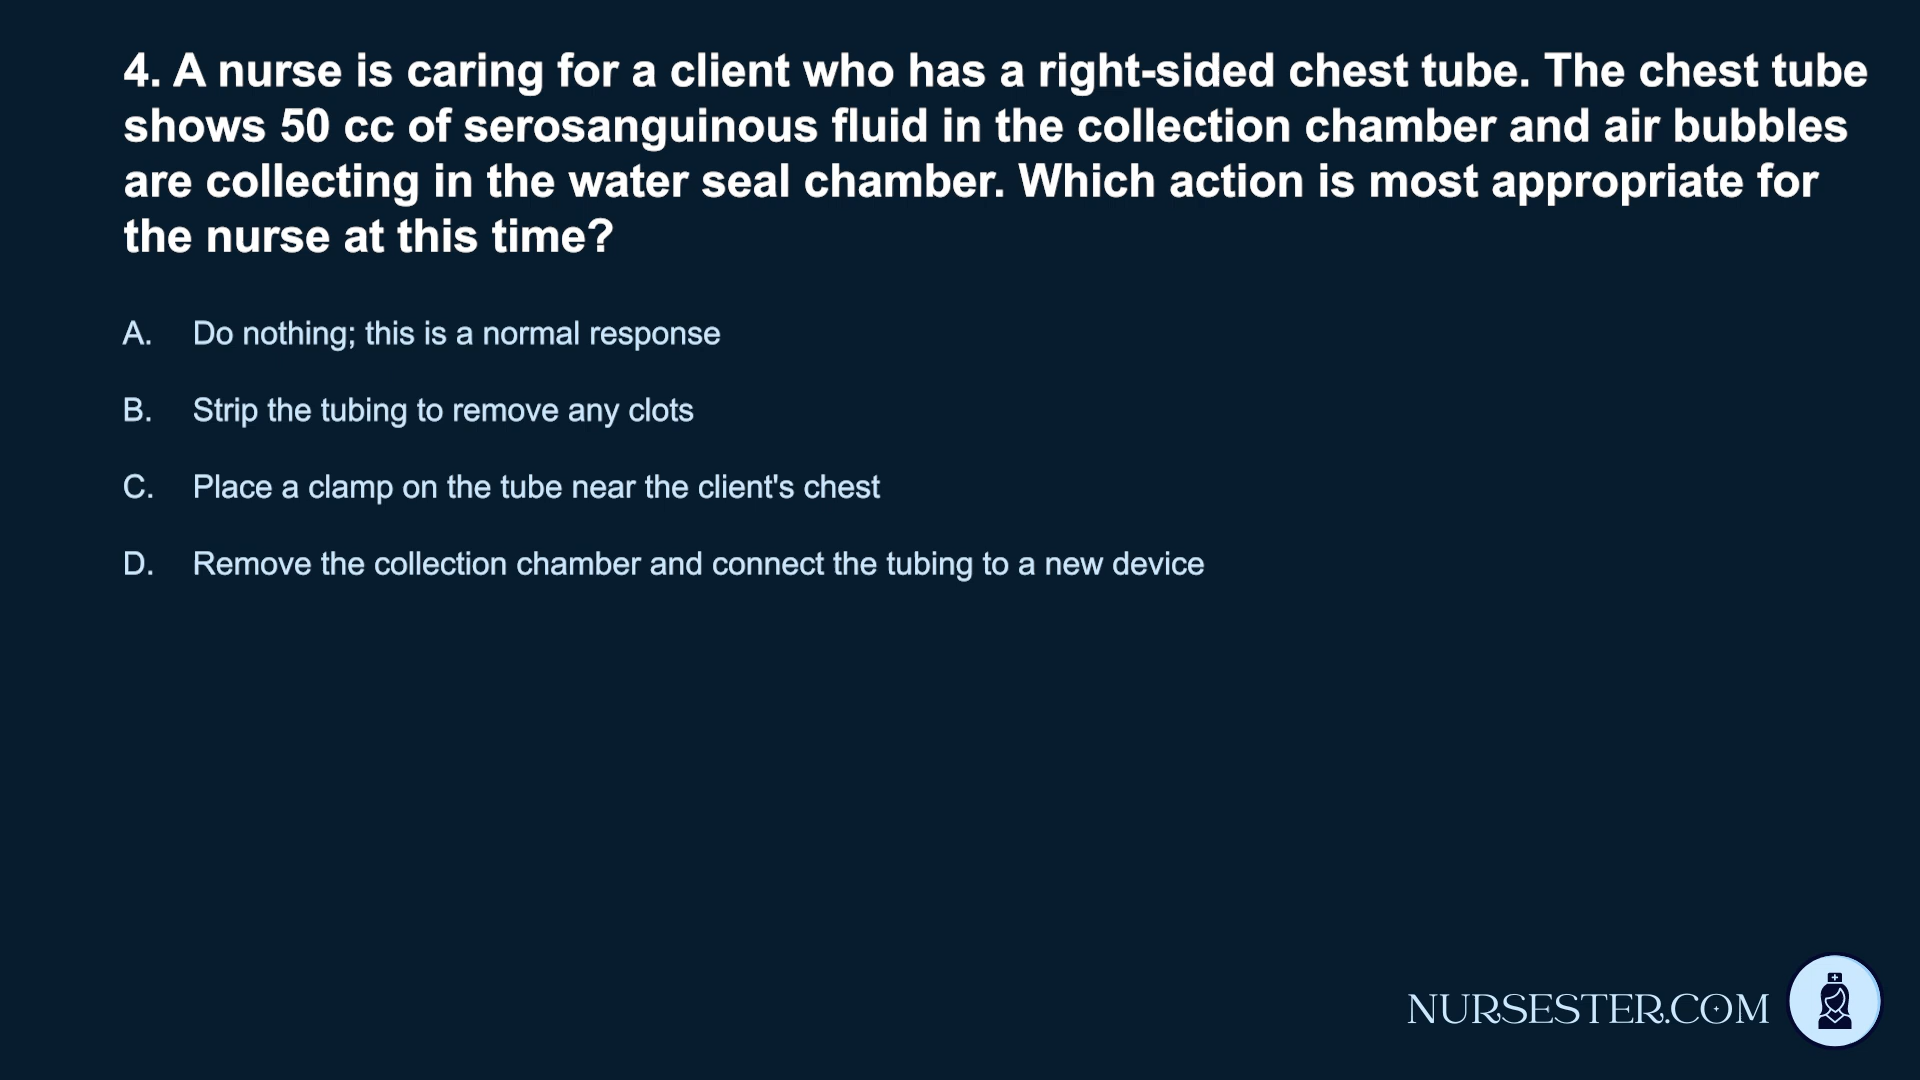 4. A nurse is caring for a client who has a right-sided chest tube. The chest tube
shows 50 cc of serosanguinous fluid in the collection chamber and air bubbles
are collecting in the water seal chamber. Which action is most appropriate for
the nurse at this time?
A. Do nothing; this is a normal response
B. Strip the tubing to remove any clots
C. Place a clamp on the tube near the client's chest
D. Remove the collection chamber and connect the tubing to a new device
NURSESTER.COM